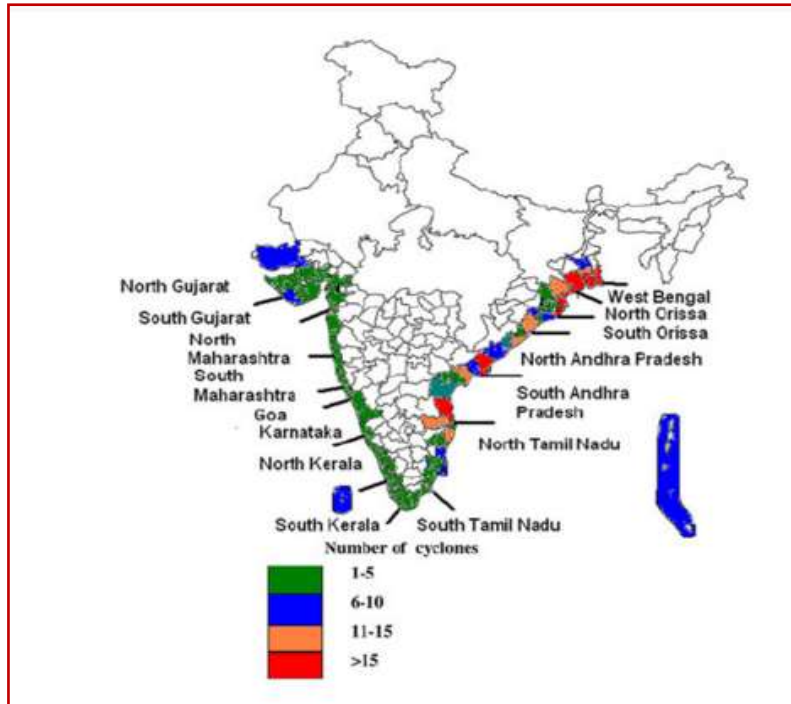 North Gujarat
South Gujarat
North
Maharashtra
South
Maharashtra
Goa
Karnataka
North Kerala
South Kerala
South Tamil Nadu
West Bengal
North Orissa
South Orissa
North Andhra Pradesh
South Andhra
Pradesh
North Tamil Nadu
Number of cyclones
1-5
6-10
11-15
>15